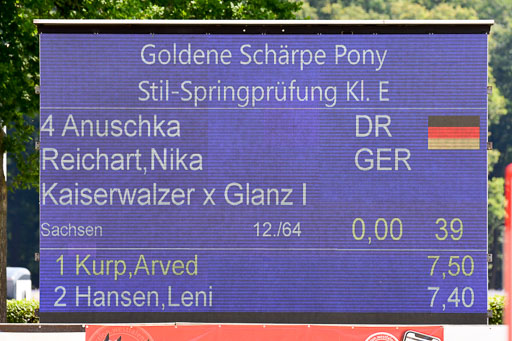 Goldene Schärpe Pony
Stil-Springprüfung Kl. E
4 Anuschka DR
Reichart,Nika GER
Kaiserwalzer x Glanz I
Sachsen 12./64 0,00 39
1 Kurp,Arved 7,50
2 Hansen,Leni 7,40